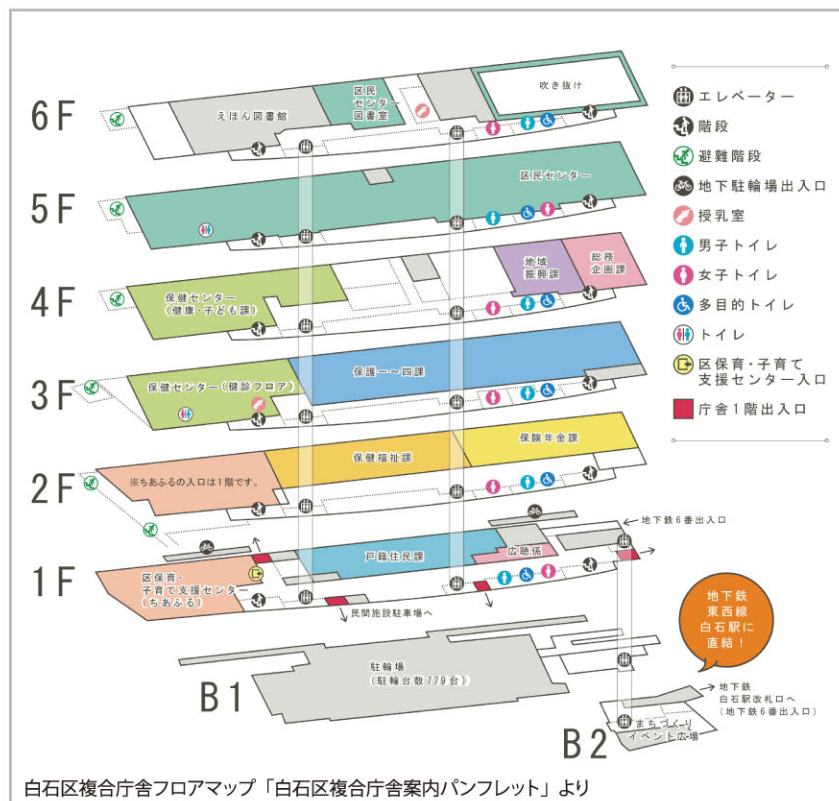 6F
えほん図書館
区民
センター
図書室
吹き抜け
5F
区民センター
4F
保健センター
(健康・子ども課)
地域
振興課
総務
企画課
3F
保健センター(健診フロア)
保護一〜四課
2F
※ちあふるの入口は1階です。
保健福祉課
保険年金課
1F
区保育・
子育て支援センター
(ちあふる)
戸籍住民課
広聴係
地下鉄6番出入口
民間施設駐車場へ
B1
駐輪場
(駐輪台数779台)
B2
まちづくり
イベント広場
地下鉄
白石駅改札口へ
(地下鉄6番出入口)
地下鉄
東西線
白石駅に
直結!
エレベーター
階段
避難階段
地下駐輪場出入口
授乳室
男子トイレ
女子トイレ
多目的トイレ
トイレ
区保育・子育て
支援センター入口
庁舎1階出入口
白石区複合庁舎フロアマップ「白石区複合庁舎案内パンフレット」より